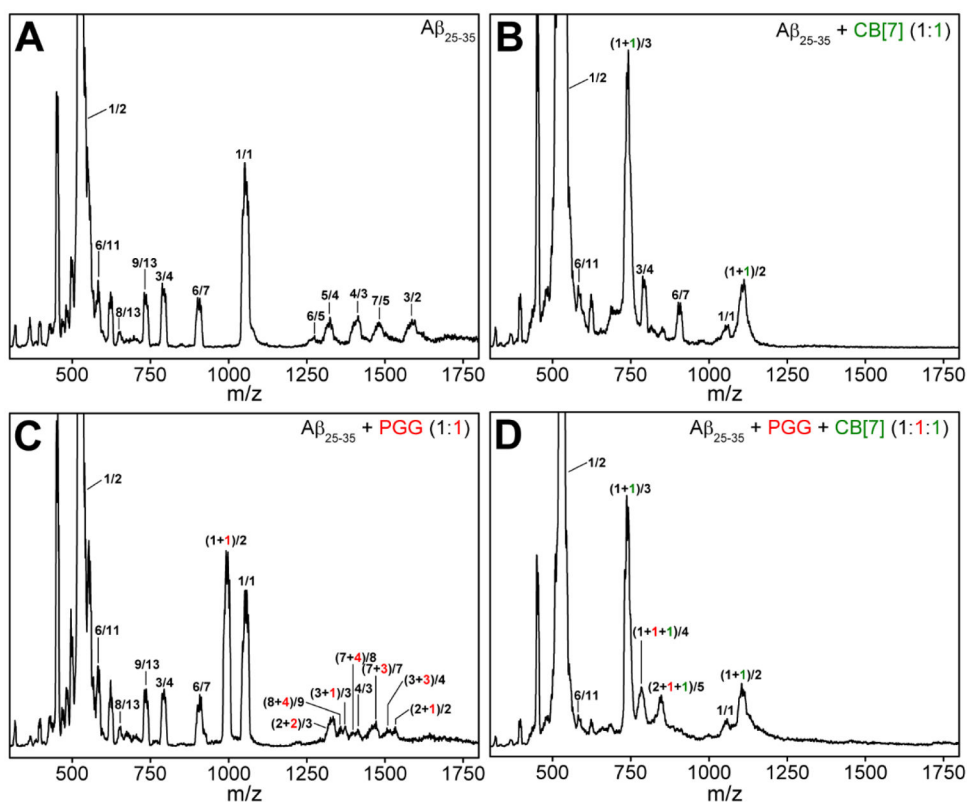 A
Aβ25-35
1/2
6/11
8/13
9/13
3/4
6/7
1/1
6/5
5/4
4/3
7/5
3/2
500 750 1000 1250 1500 1750
m/z
B
Aβ25-35 + CB[7] (1:1)
(1+1)/3
1/2
6/11
3/4
6/7
1/1
(1+1)/2
500 750 1000 1250 1500 1750
m/z
C
Aβ25-35 + PGG (1:1)
1/2
6/11
8/13
9/13
3/4
6/7
(1+1)/2
1/1
(7+4)/8
(7+3)/7
(3+1)/3
4/3
(3+3)/4
(8+4)/9
(2+2)/3
(2+1)/2
500 750 1000 1250 1500 1750
m/z
D
Aβ25-35 + PGG + CB[7] (1:1:1)
1/2
(1+1)/3
(1+1+1)/4
(2+1+1)/5
6/11
1/1
(1+1)/2
500 750 1000 1250 1500 1750
m/z